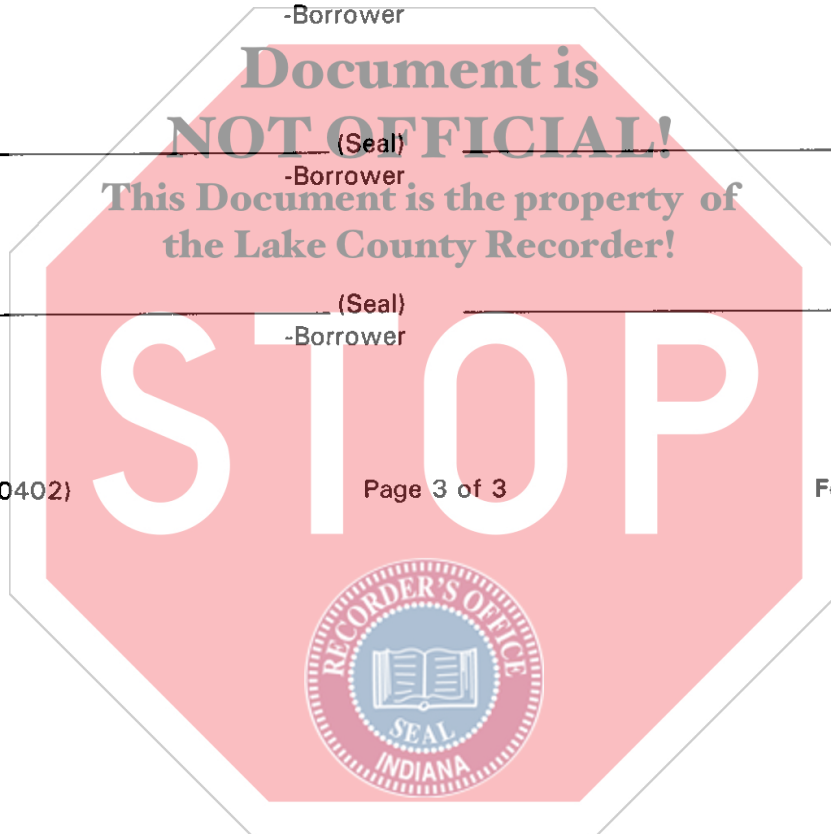 -Borrower
Document is
NOT OFFICIAL!
(Seal)
-Borrower
This Document is the property of
the Lake County Recorder!
(Seal)
-Borrower
STOP
0402) Page 3 of 3
RECORDER'S OFFICE
SEAL
INDIANA